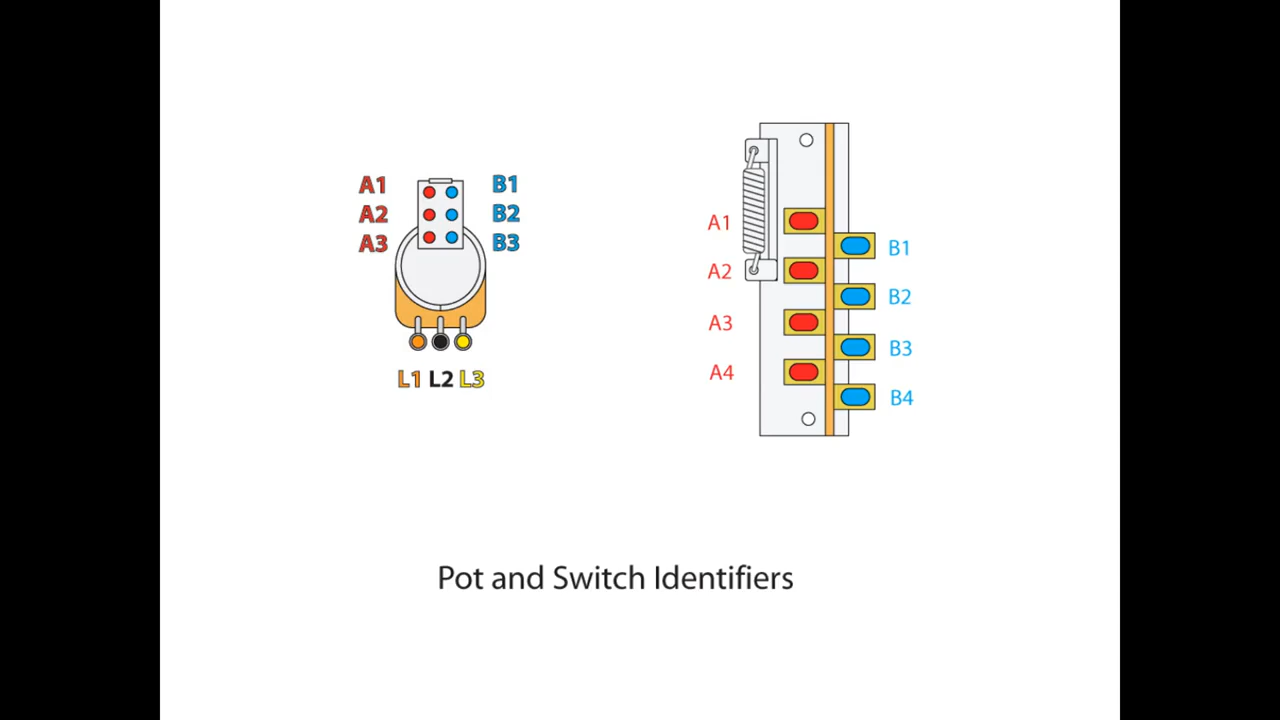 A1 B1
A2 B2
A3 B3
L1 L2 L3
A1
B1
A2
B2
A3
B3
A4
B4
Pot and Switch Identifiers